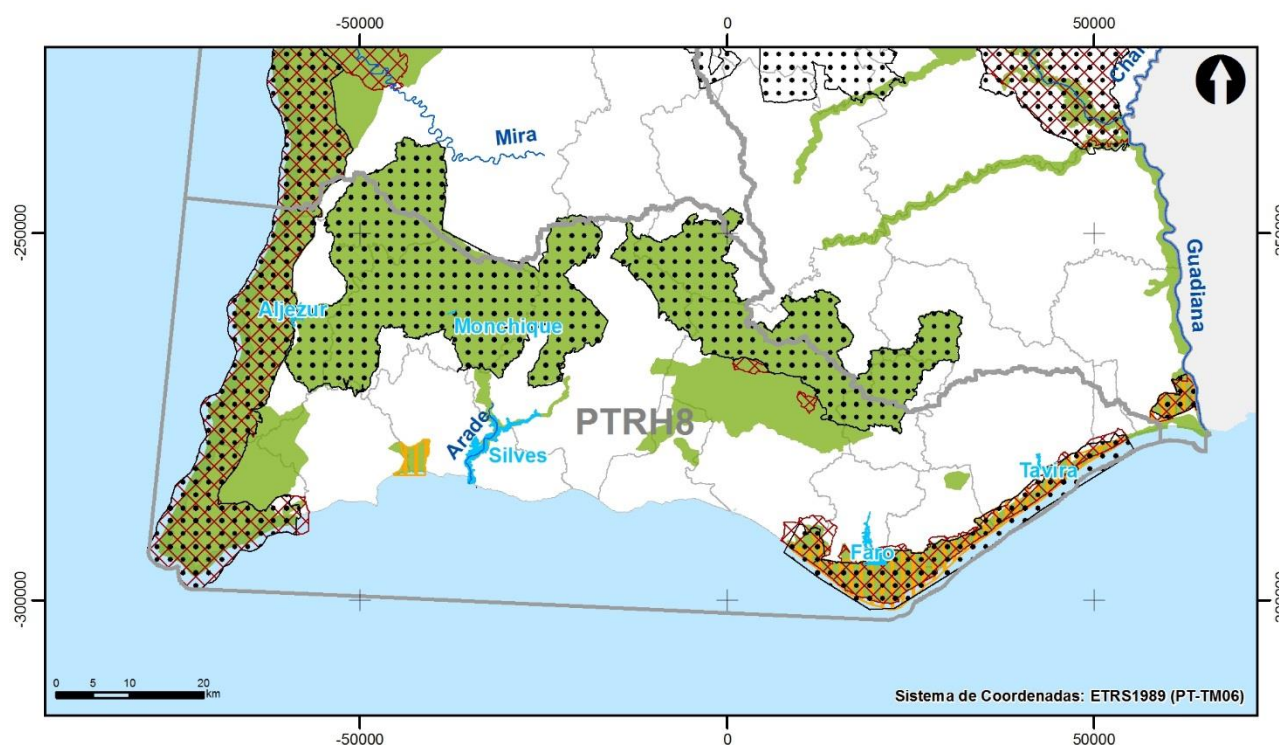 -50000
0
50000
Char
Mira
-250000
Guadiana
Aljezur
Monchique
PTRH8
Arade
Silves
Tavira
Faro
-300000
0
5
10
20
km
Sistema de Coordenadas: ETRS1989 (PT-TM06)
-50000
0
50000